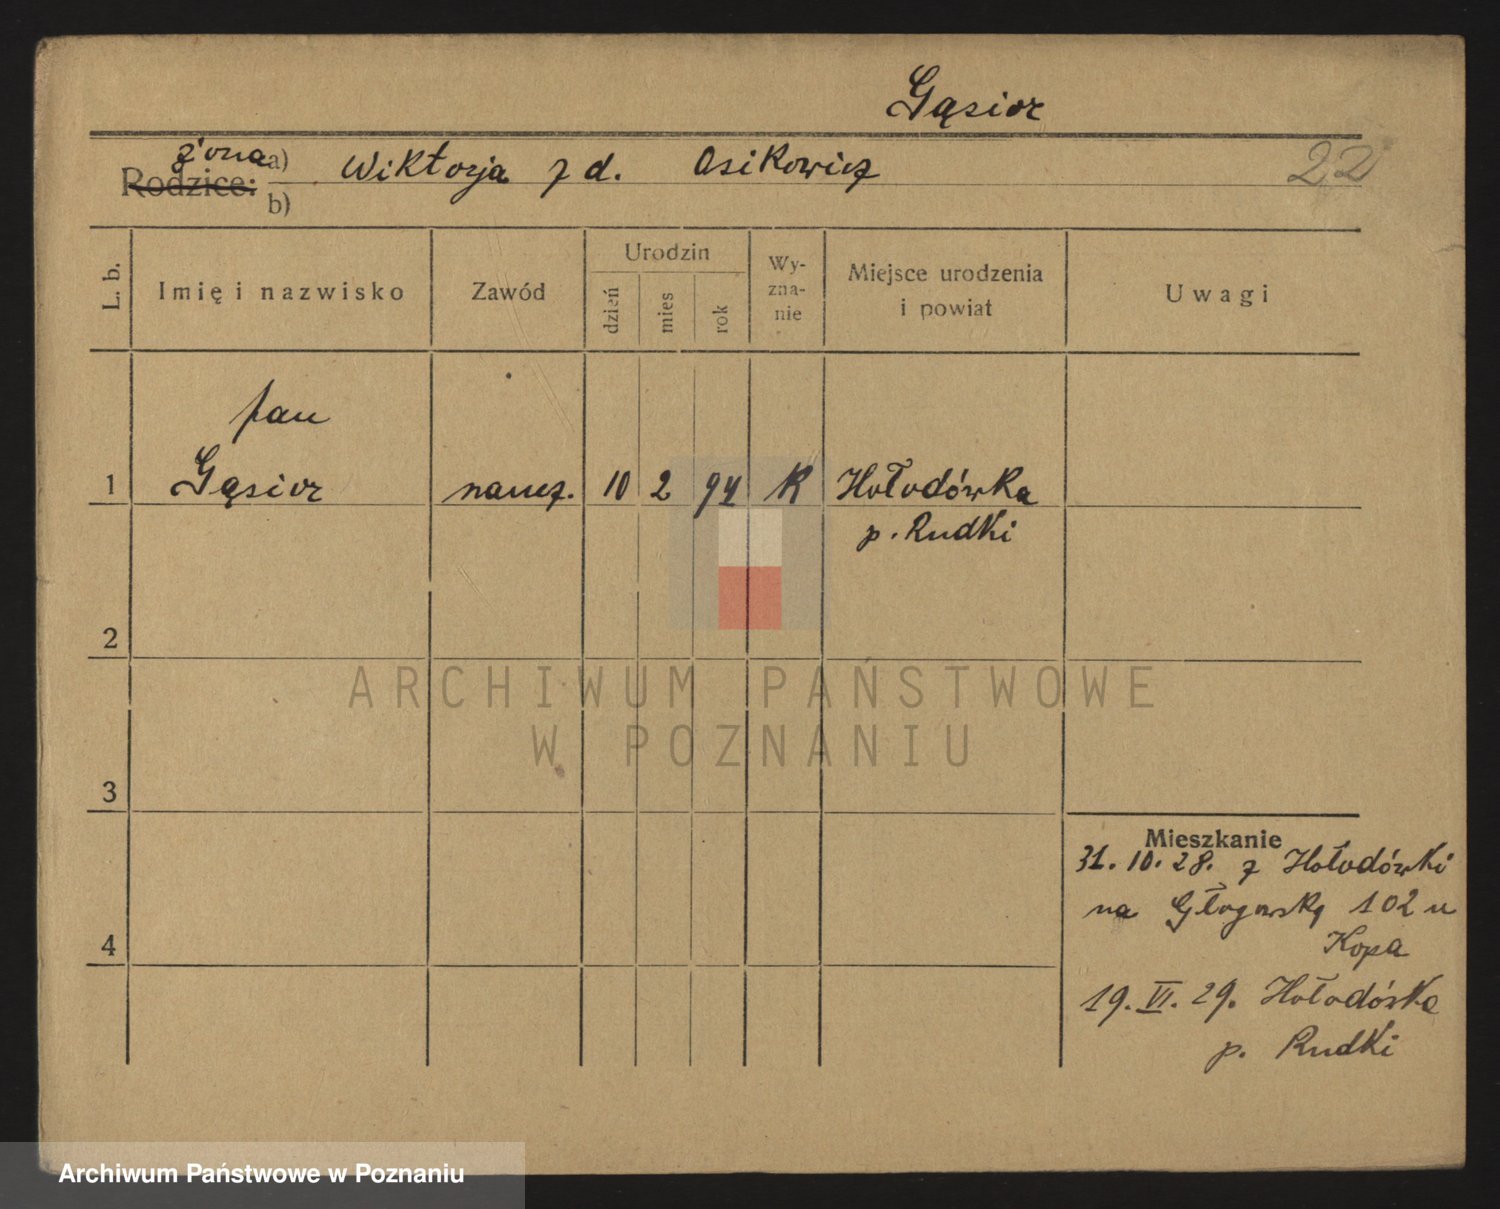 Gąsior
żona a) Wiktorja z d. Osikowicz 22
Rodzice:
b)
L. b. Imię i nazwisko Zawód Urodzin Wy- Miejsce urodzenia Uwagi
dzień mies rok zna- i powiat
nie
Jan
1 Gąsior naucz. 10 2 94 R Hołodówka
p. Rudki
2
ARCHIWUM PAŃSTWOWE
W POZNANIU
3
Mieszkanie
31. 10. 28. z Hołodówki
na Głogowską 102 u
Kopa
4
19. VI. 29. Hołodówka
p. Rudki
Archiwum Państwowe w Poznaniu